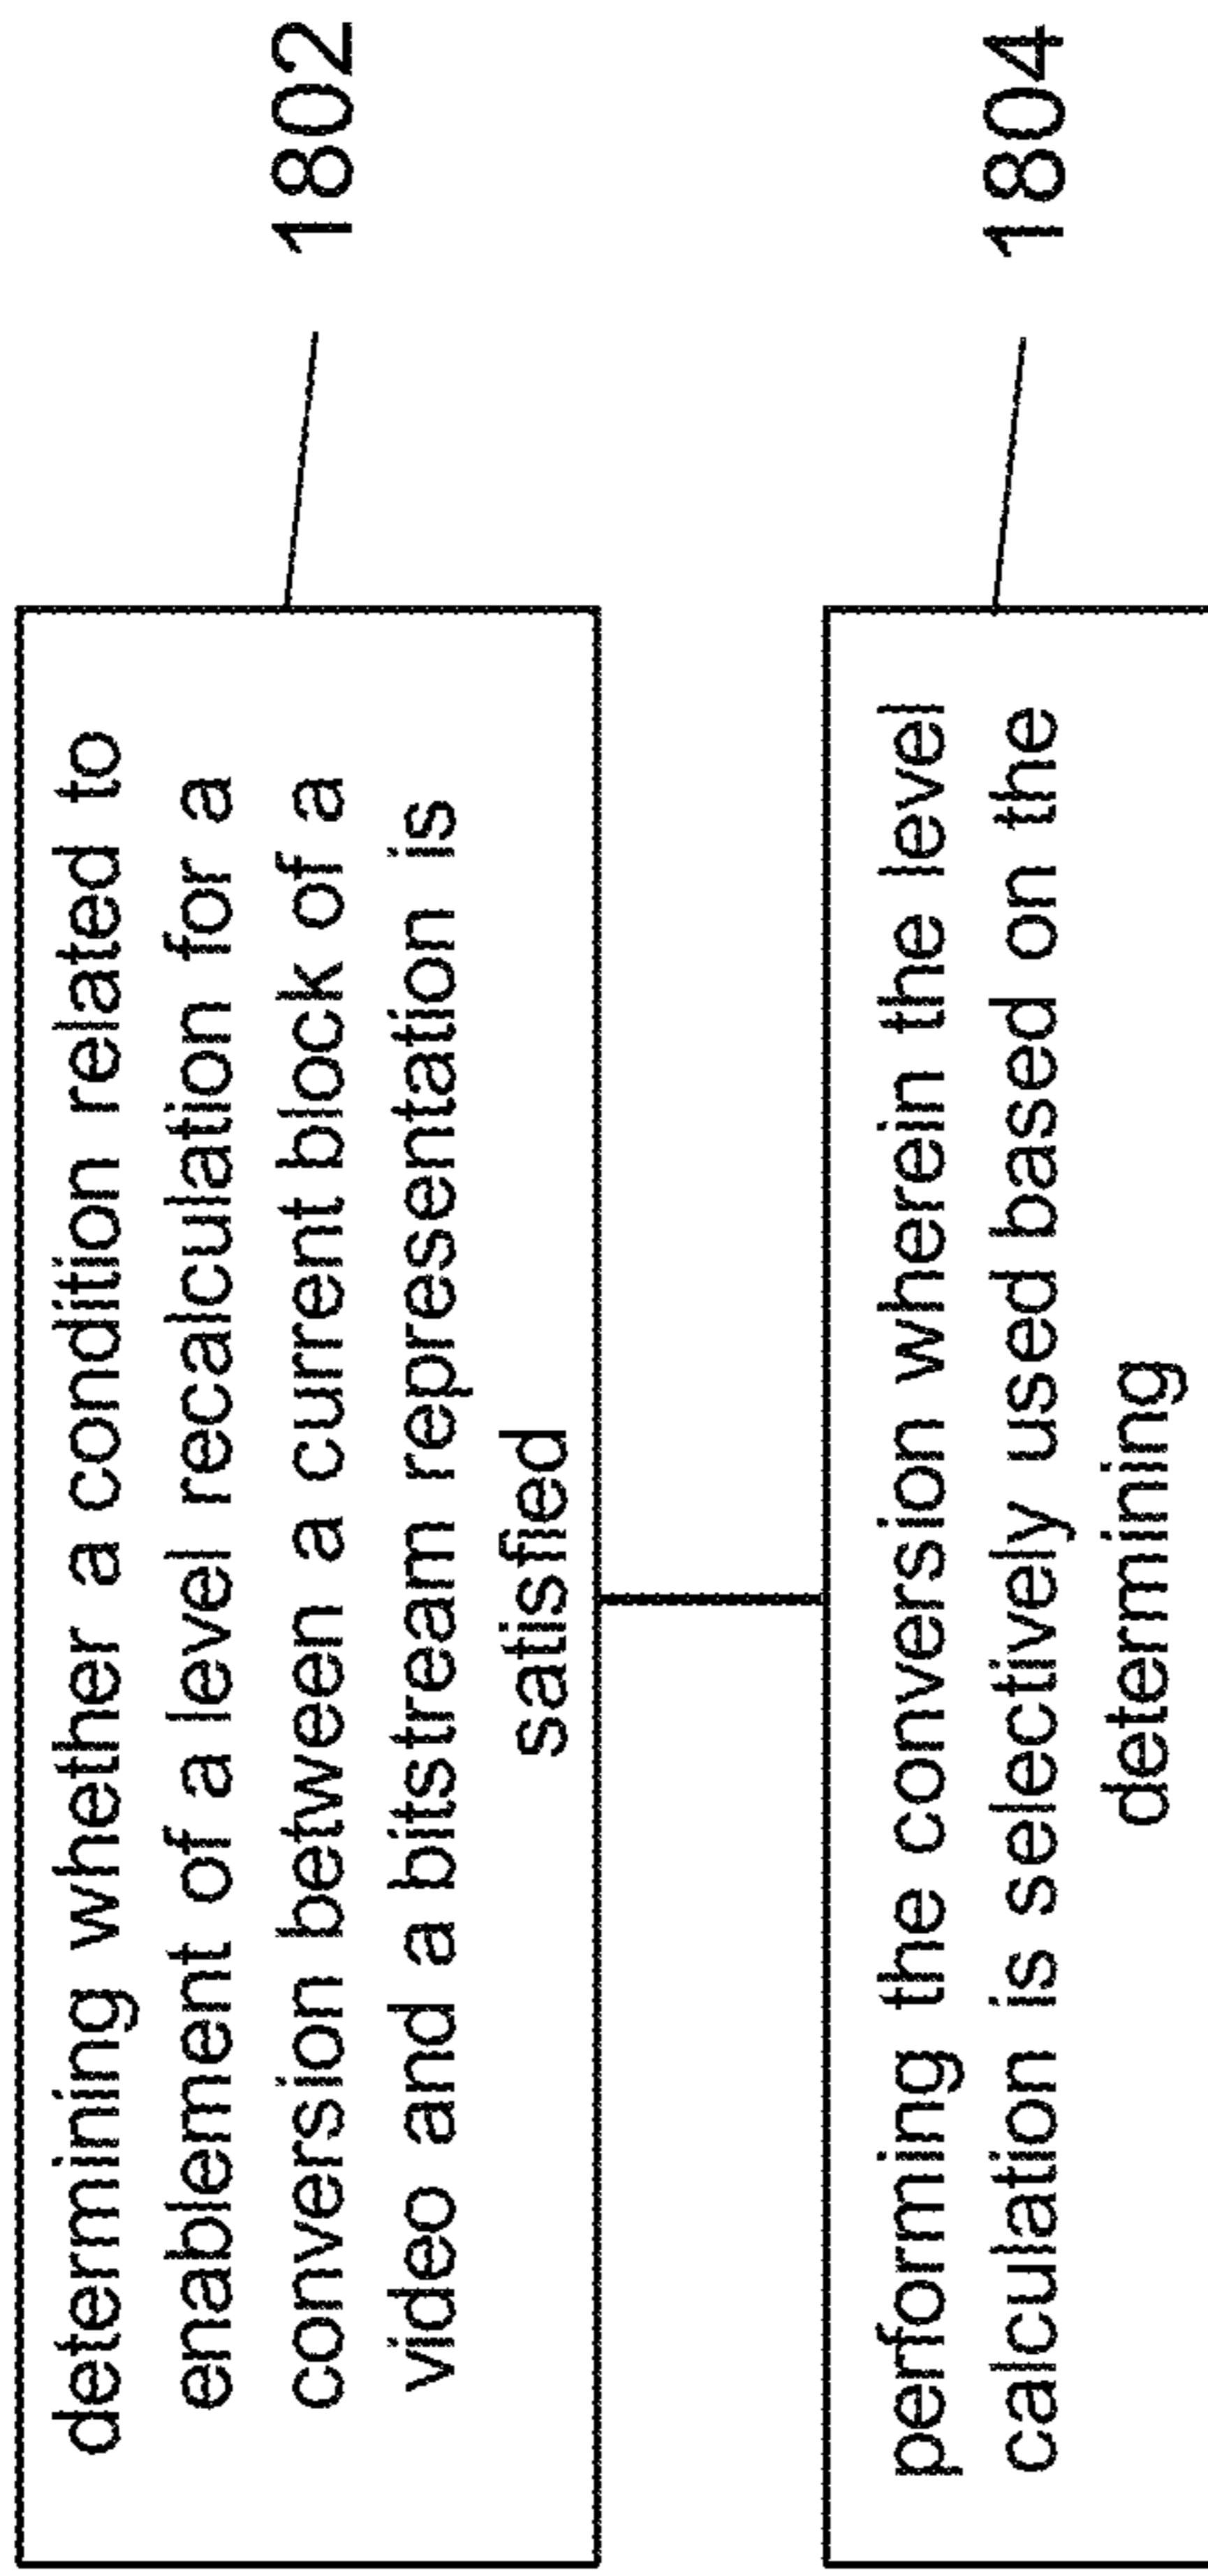 determining whether a condition related to
enablement of a level recalculation for a
conversion between a current block of a
video and a bitstream representation is
satisfied
1802
performing the conversion wherein the level
calculation is selectively used based on the
determining
1804